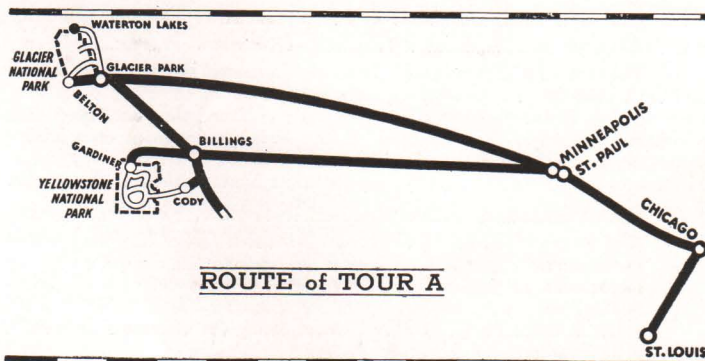 WATERTON LAKES
GLACIER
NATIONAL
PARK
GLACIER PARK
BELTON
GARDINER
BILLINGS
YELLOWSTONE
NATIONAL
PARK
CODY
MINNEAPOLIS
ST. PAUL
CHICAGO
ST. LOUIS
ROUTE of TOUR A